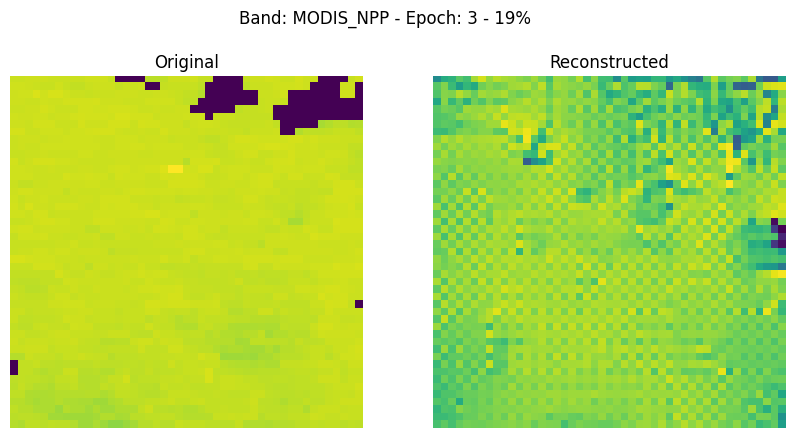 Band: MODIS_NPP - Epoch: 3 - 19%
Original
Reconstructed